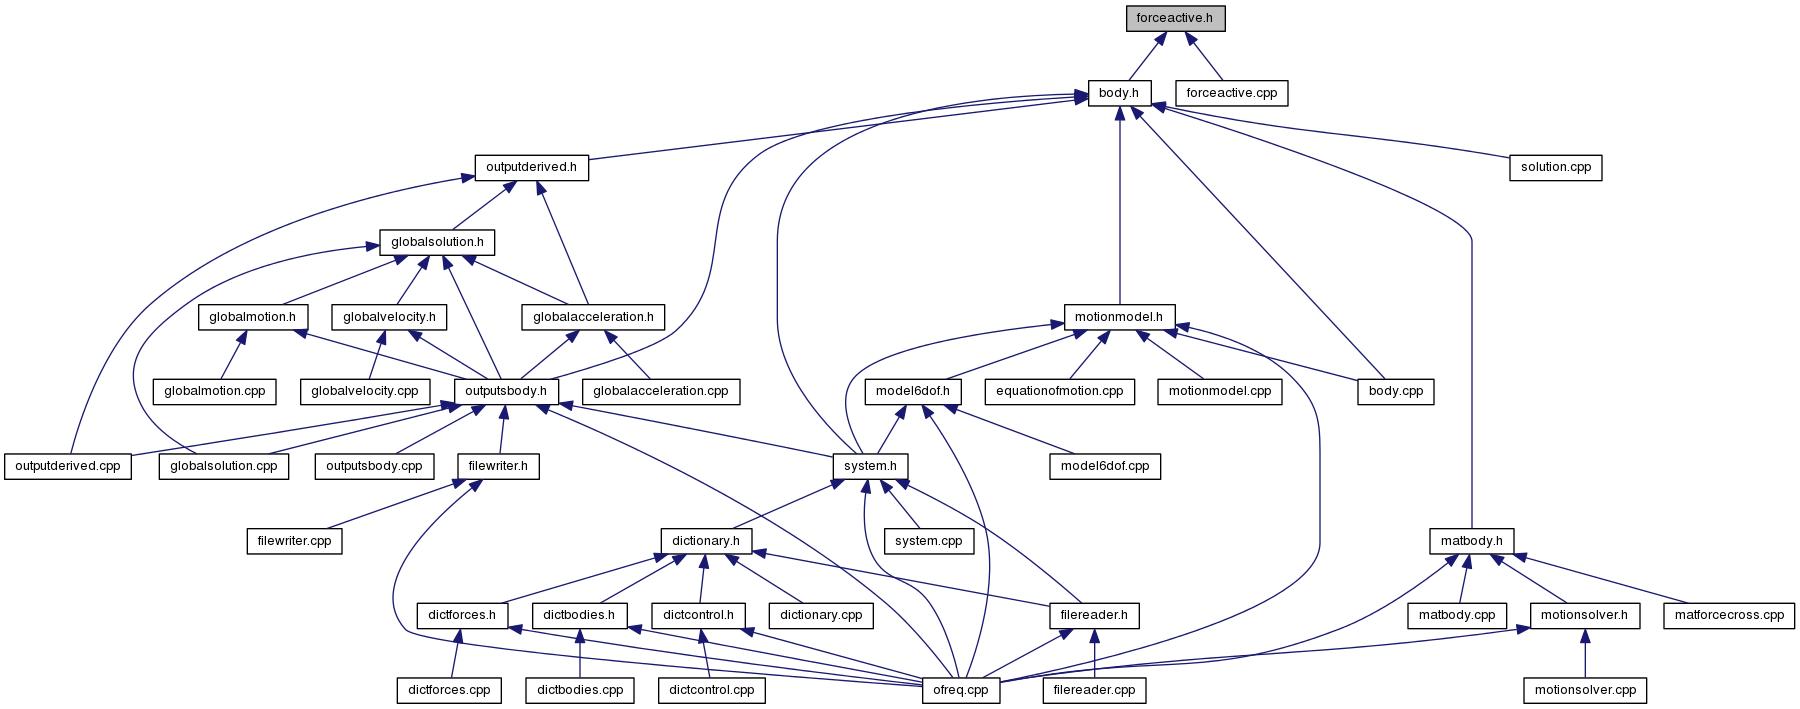 forceactive.h
body.h
forceactive.cpp
outputderived.h
solution.cpp
globalsolution.h
globalmotion.h
globalvelocity.h
globalacceleration.h
motionmodel.h
globalmotion.cpp
globalvelocity.cpp
outputsbody.h
globalacceleration.cpp
model6dof.h
equationofmotion.cpp
motionmodel.cpp
body.cpp
outputderived.cpp
globalsolution.cpp
outputsbody.cpp
filewriter.h
system.h
model6dof.cpp
filewriter.cpp
dictionary.h
system.cpp
matbody.h
dictforces.h
dictbodies.h
dictcontrol.h
dictionary.cpp
filereader.h
matbody.cpp
motionsolver.h
matforcecross.cpp
dictforces.cpp
dictbodies.cpp
dictcontrol.cpp
ofreq.cpp
filereader.cpp
motionsolver.cpp